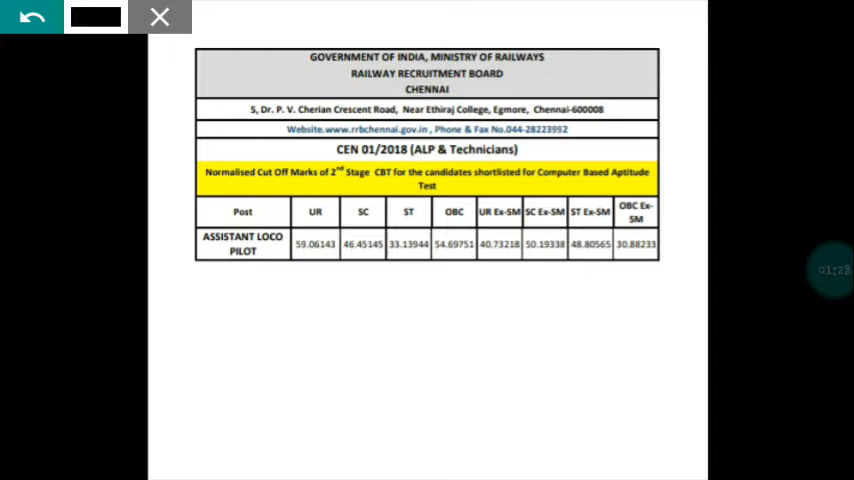 GOVERNMENT OF INDIA, MINISTRY OF RAILWAYS
RAILWAY RECRUITMENT BOARD
CHENNAI
5, Dr. P. V. Cherian Crescent Road, Near Ethiraj College, Egmore, Chennai-600008
Website.www.rrbchennai.gov.in , Phone & Fax No.044-28223992
CEN 01/2018 (ALP & Technicians)
Normalised Cut Off Marks of 2nd Stage CBT for the candidates shortlisted for Computer Based Aptitude
Test
Post UR SC ST OBC UR Ex-SM SC Ex-SM ST Ex-SM OBC Ex-
SM
ASSISTANT LOCO
PILOT
59.06143 46.45145 33.13944 54.69751 40.73218 50.19338 48.80565 30.88233
01:28